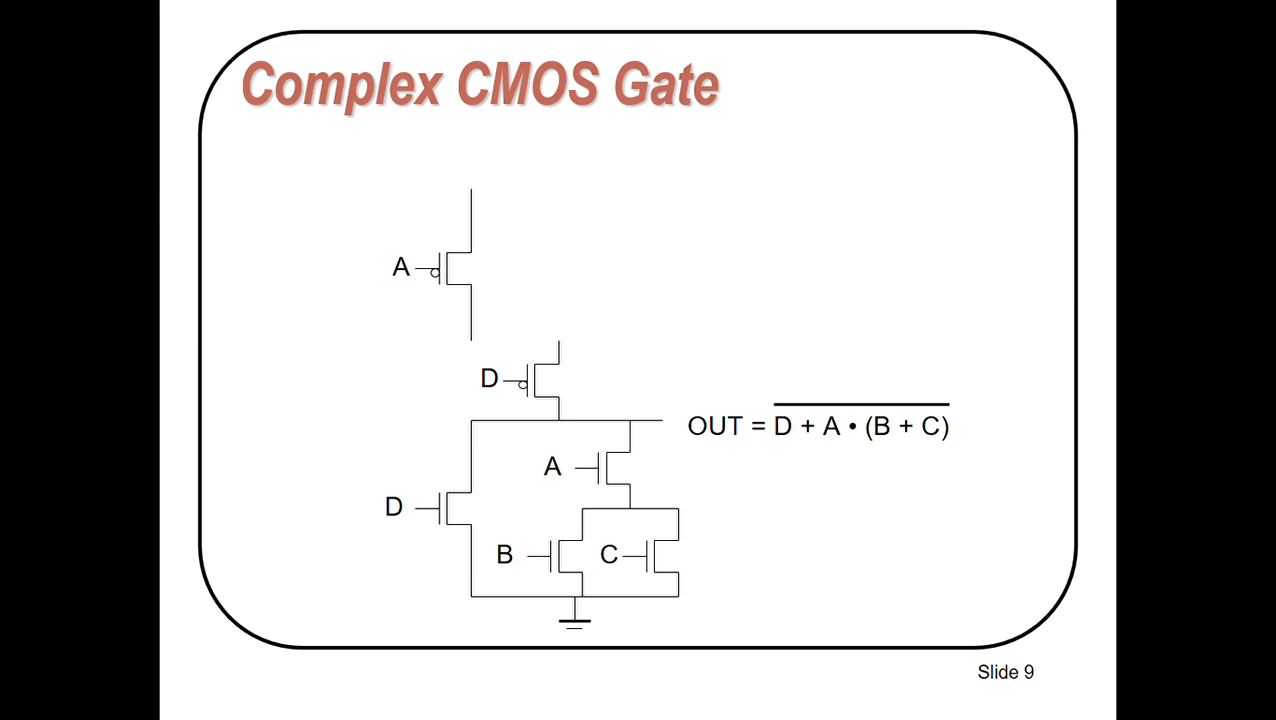 Complex CMOS Gate
A
D
OUT = D + A • (B + C)
A
D
B
C
Slide 9